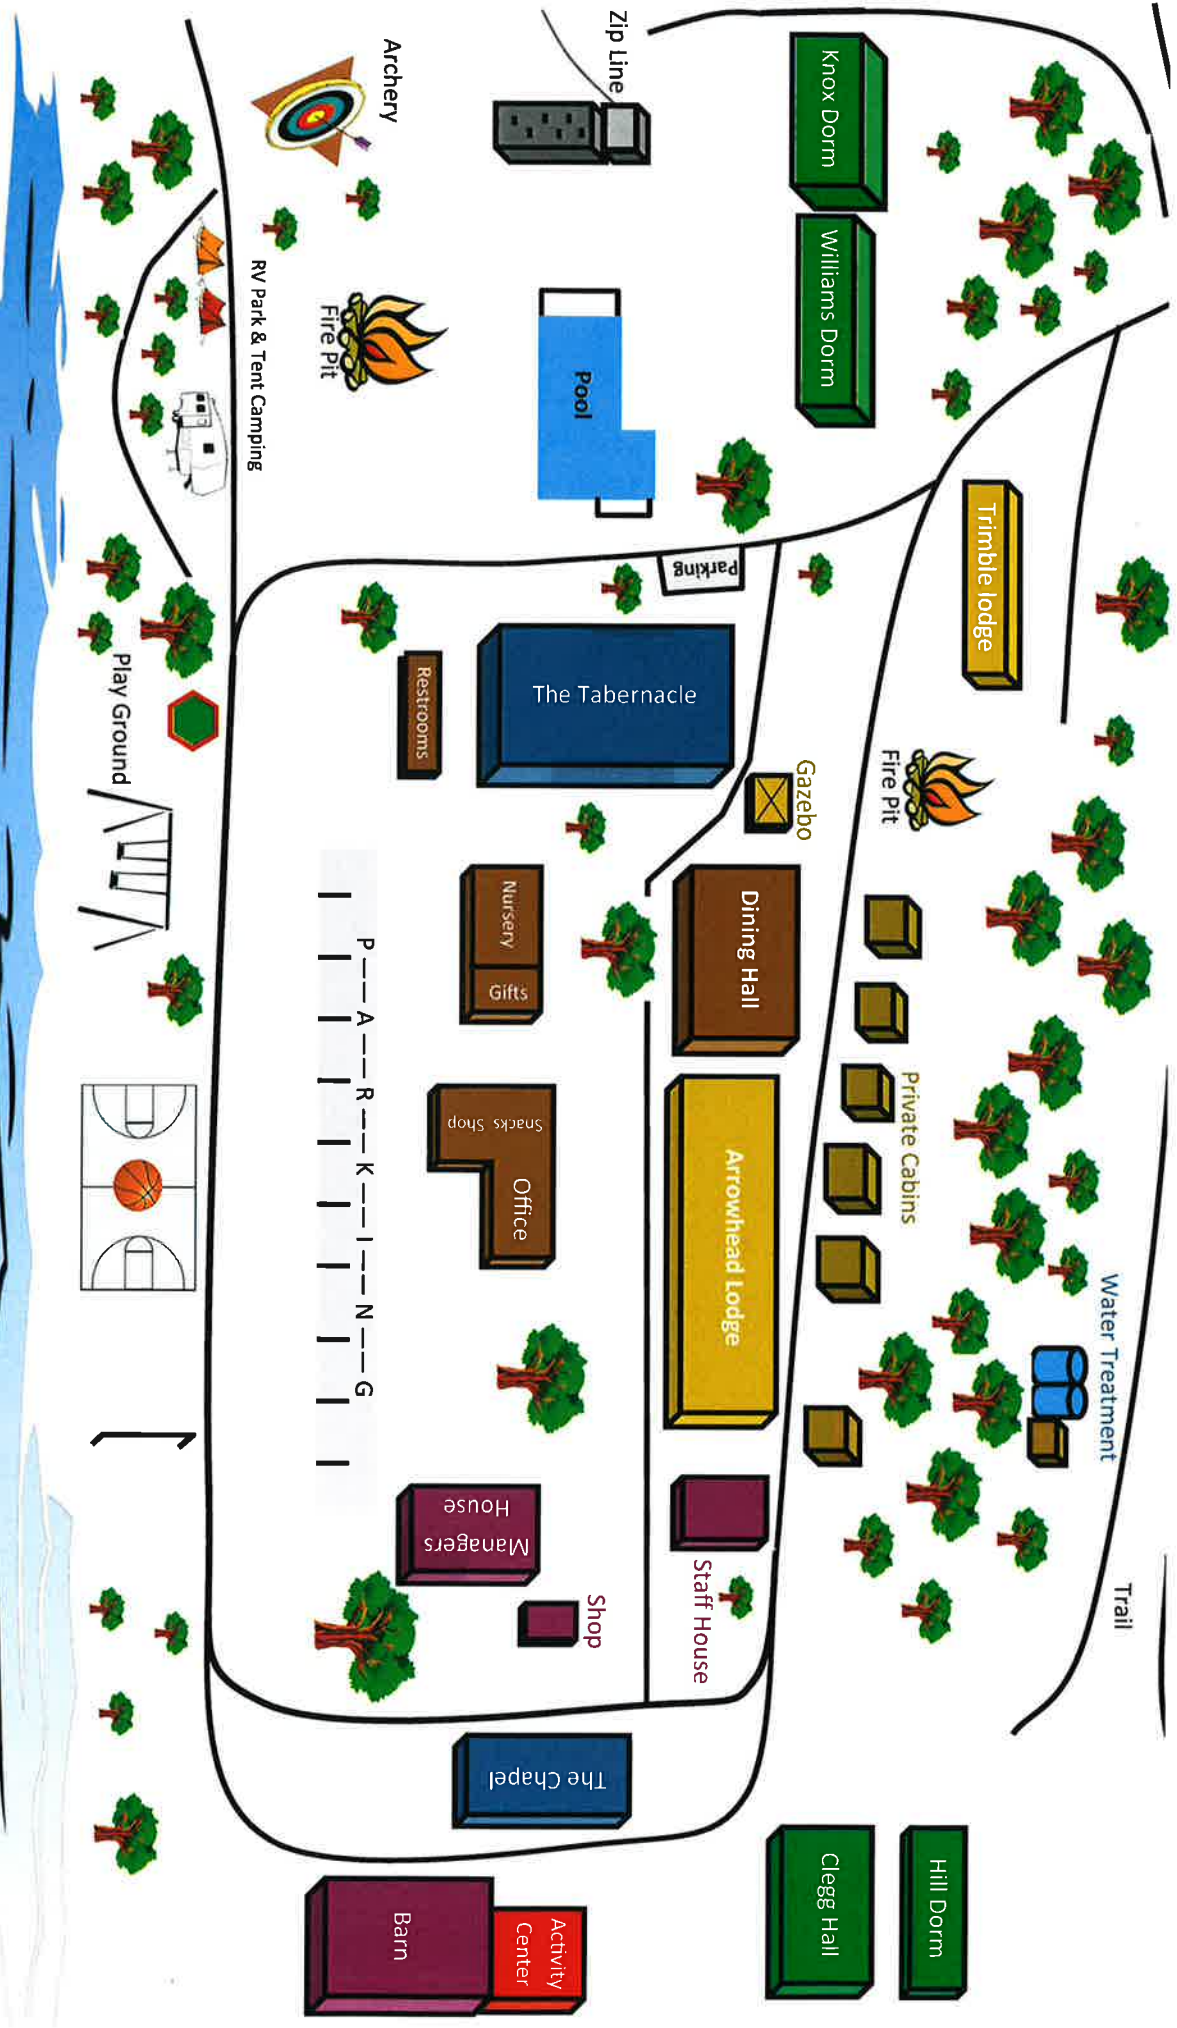 Zip Line
Archery
Knox Dorm
Williams Dorm
RV Park & Tent Camping
Fire Pit
Pool
Parking
Trimble lodge
Restrooms
The Tabernacle
Play Ground
Gazebo
Fire Pit
Nursery
Gifts
Dining Hall
P——A——R——K——I——N——G
Snacks Shop
Office
Arrowhead Lodge
Private Cabins
Water Treatment
Managers
House
Shop
Staff House
Trail
The Chapel
Clegg Hall
Hill Dorm
Barn
Activity
Center